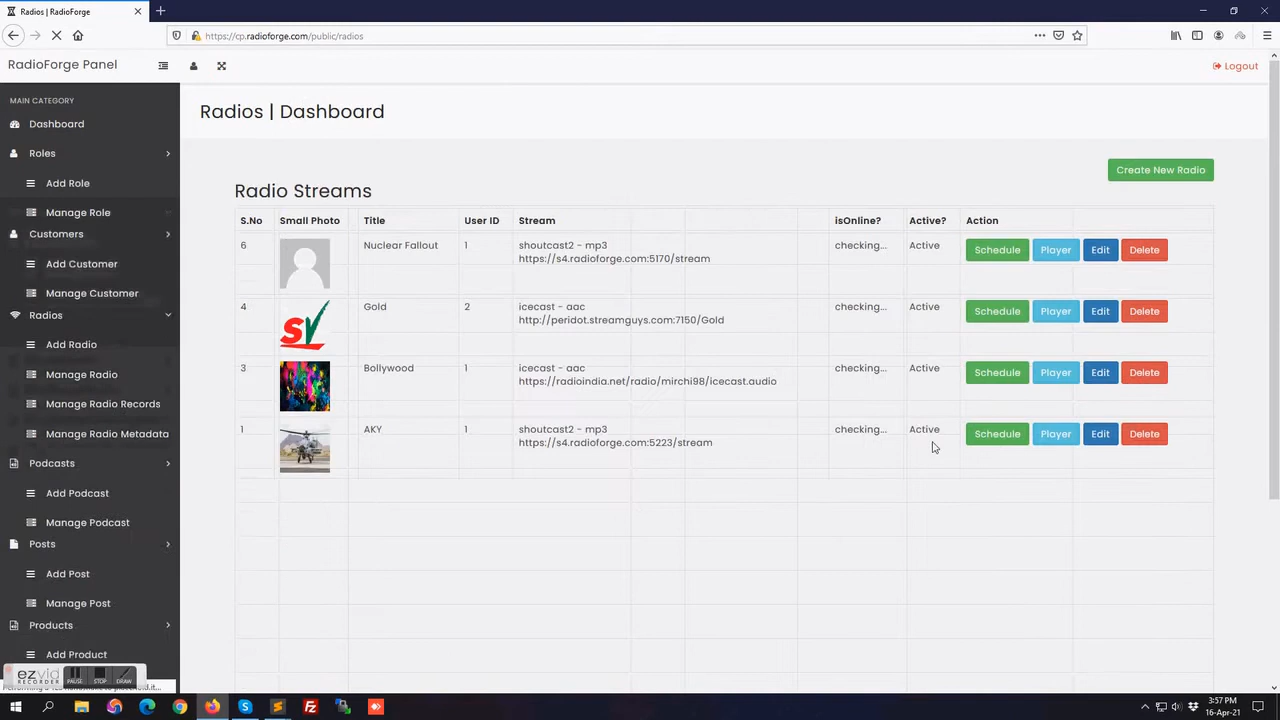 Radios | RadioForge
https://cp.radioforge.com/public/radios
RadioForge Panel
Logout
MAIN CATEGORY
Dashboard
Roles
Add Role
Manage Role
Customers
Add Customer
Manage Customer
Radios
Add Radio
Manage Radio
Manage Radio Records
Manage Radio Metadata
Podcasts
Add Podcast
Manage Podcast
Posts
Add Post
Manage Post
Products
Add Product
Radios | Dashboard
Create New Radio
Radio Streams
S.No Small Photo Title User ID Stream isOnline? Active? Action
6 Nuclear Fallout 1 shoutcast2 - mp3 checking... Active Schedule Player Edit Delete
https://s4.radioforge.com:5170/stream
4 SV Gold 2 icecast - aac checking... Active Schedule Player Edit Delete
http://peridot.streamguys.com:7150/Gold
3 Bollywood 1 icecast - aac checking... Active Schedule Player Edit Delete
https://radioindia.net/radio/mirchi98/icecast.audio
1 AKY 1 shoutcast2 - mp3 checking... Active Schedule Player Edit Delete
https://s4.radioforge.com:5223/stream
ezvid
RECORDER
PAUSE STOP DRAW
3:57 PM
16-Apr-21